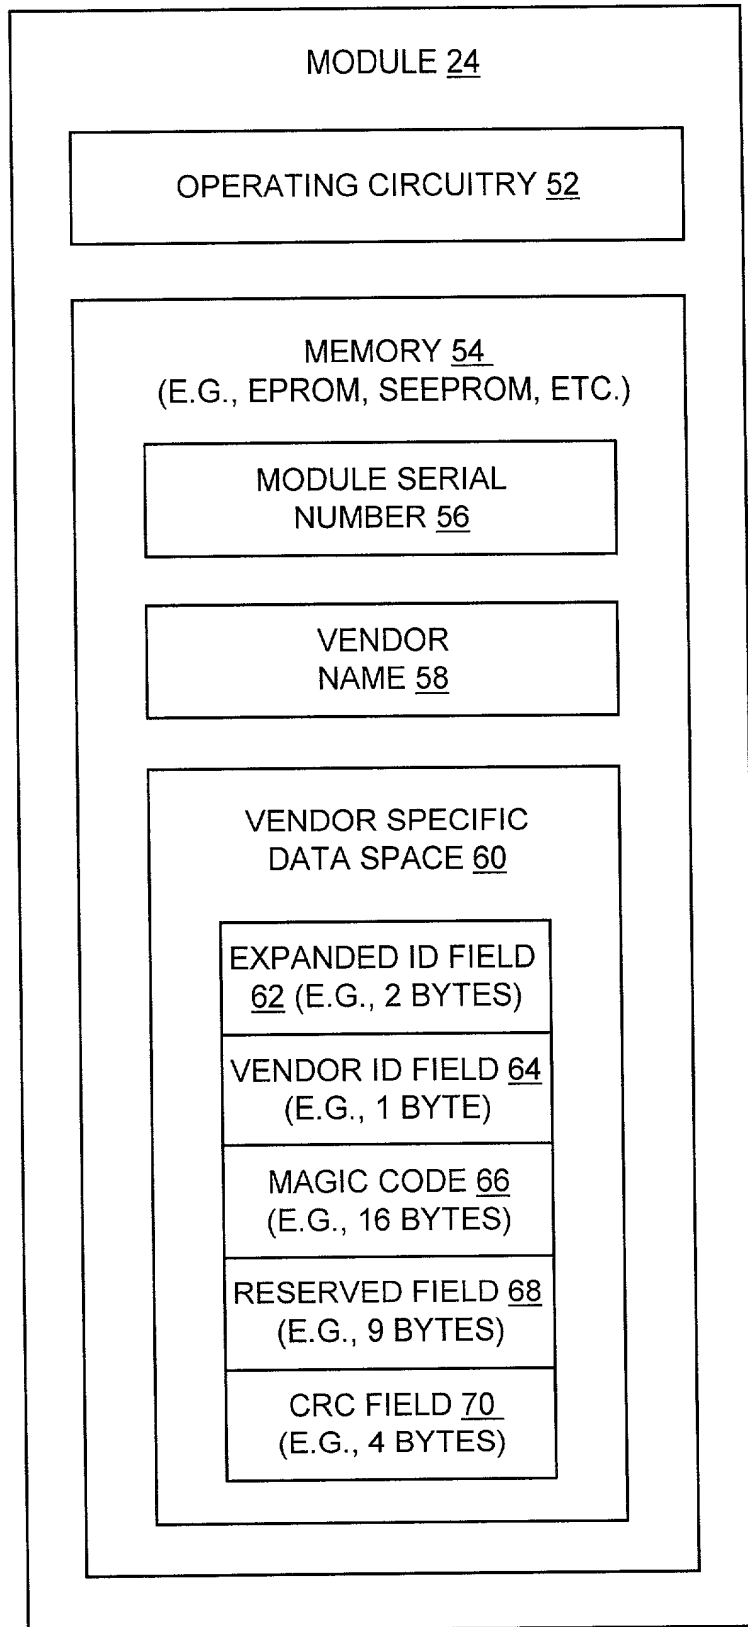 MODULE 24
OPERATING CIRCUITRY 52
MEMORY 54
(E.G., EPROM, SEEPROM, ETC.)
MODULE SERIAL
NUMBER 56
VENDOR
NAME 58
VENDOR SPECIFIC
DATA SPACE 60
EXPANDED ID FIELD
62 (E.G., 2 BYTES)
VENDOR ID FIELD 64
(E.G., 1 BYTE)
MAGIC CODE 66
(E.G., 16 BYTES)
RESERVED FIELD 68
(E.G., 9 BYTES)
CRC FIELD 70
(E.G., 4 BYTES)